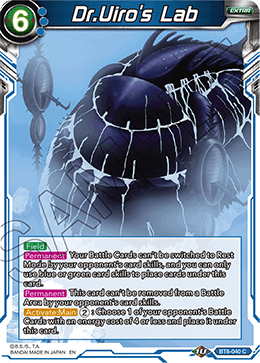 6
Dr.Uiro's Lab
EXTRA
Field
Permanent Your Battle Cards can't be switched to Rest
Mode by your opponent's card skills, and you can only
use blue or green card skills to place cards under this
card.
Permanent This card can't be removed from a Battle
Area by your opponent's skills.
Activate:Main 2 : Choose 1 of your opponent's Battle
Cards with an energy cost of 4 or less and place it under
this card.
©B.S./S., T.A.
BANDAI MADE IN JAPAN EN
BT8-040 C